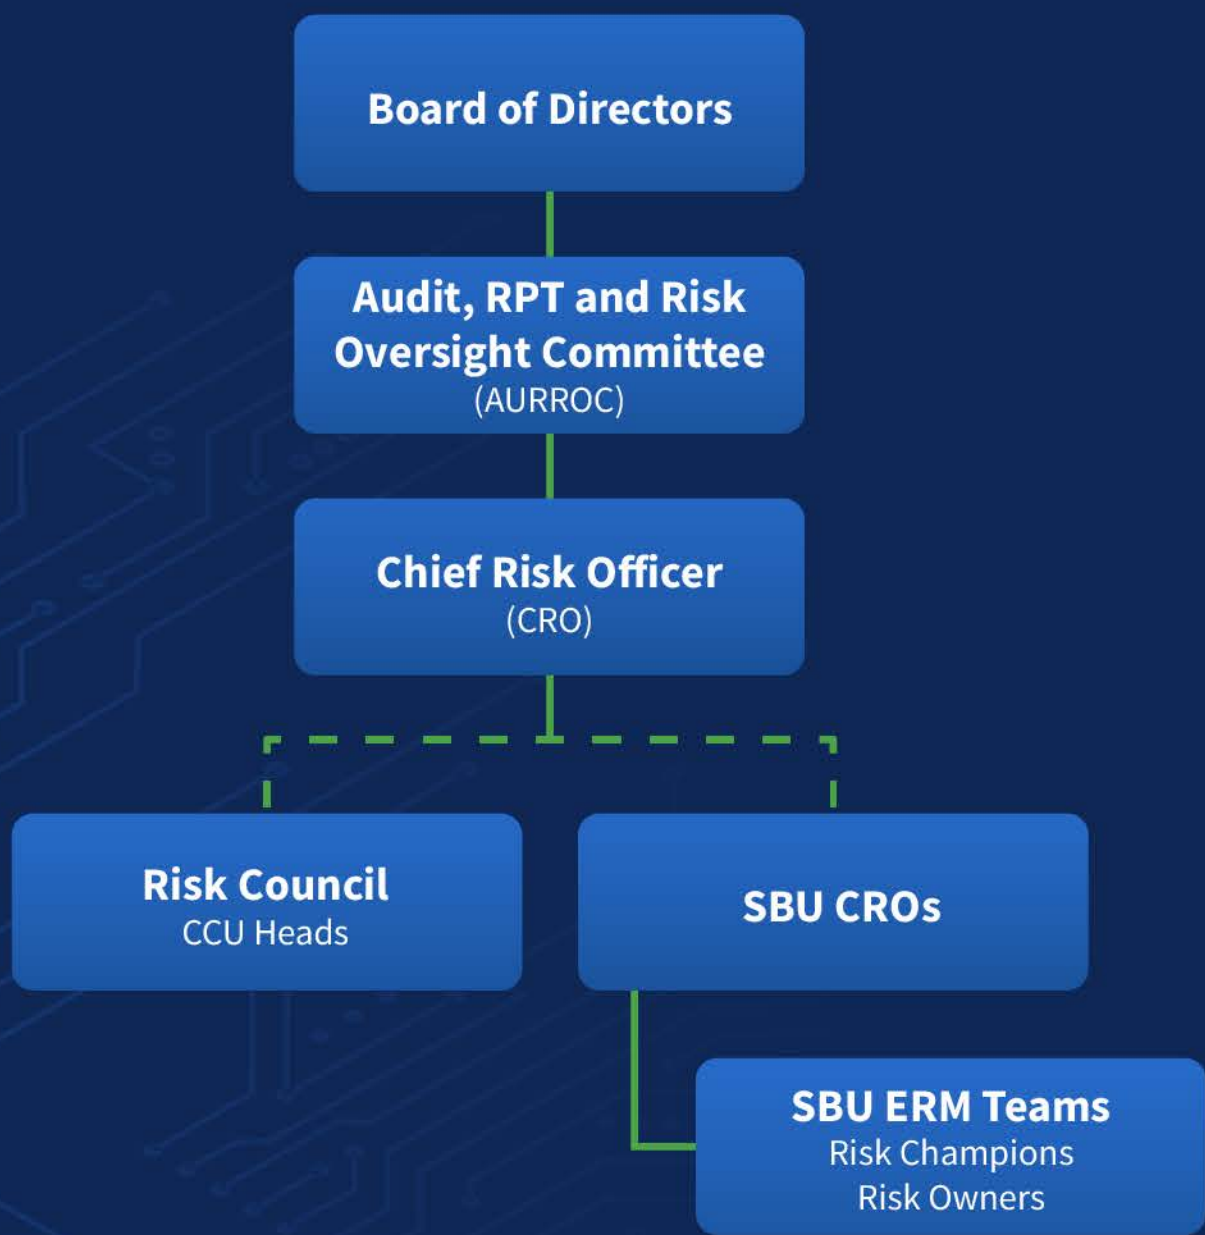 Board of Directors
Audit, RPT and Risk
Oversight Committee
(AURROC)
Chief Risk Officer
(CRO)
Risk Council
CCU Heads
SBU CROs
SBU ERM Teams
Risk Champions
Risk Owners